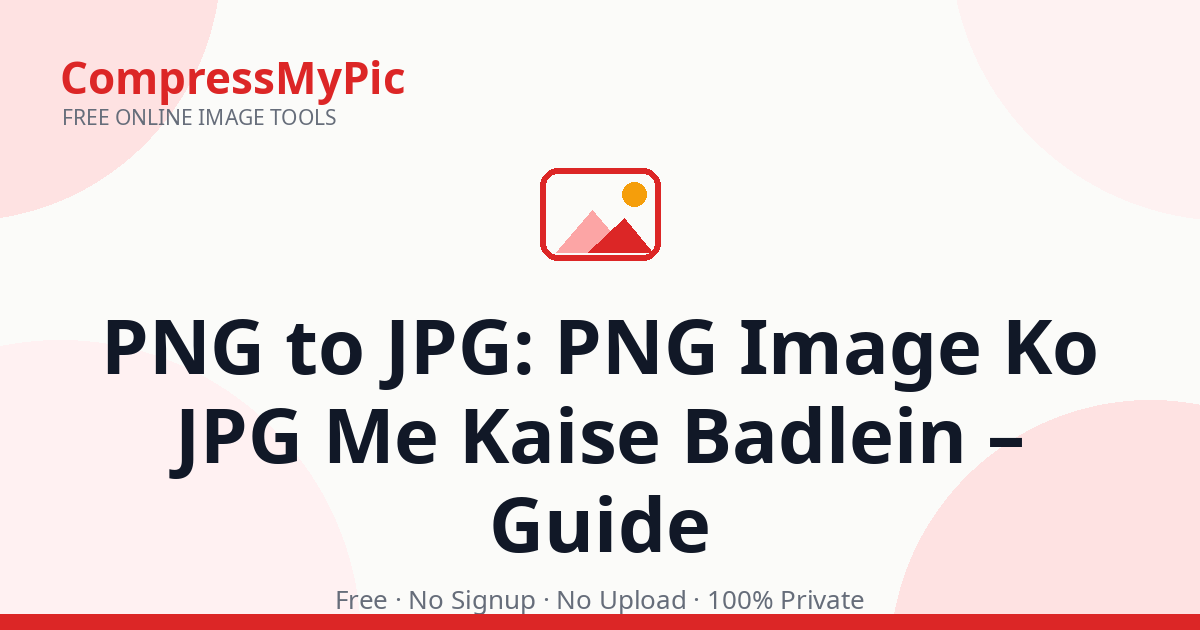 CompressMyPic
FREE ONLINE IMAGE TOOLS
PNG to JPG: PNG Image Ko
JPG Me Kaise Badlein –
Guide
Free · No Signup · No Upload · 100% Private